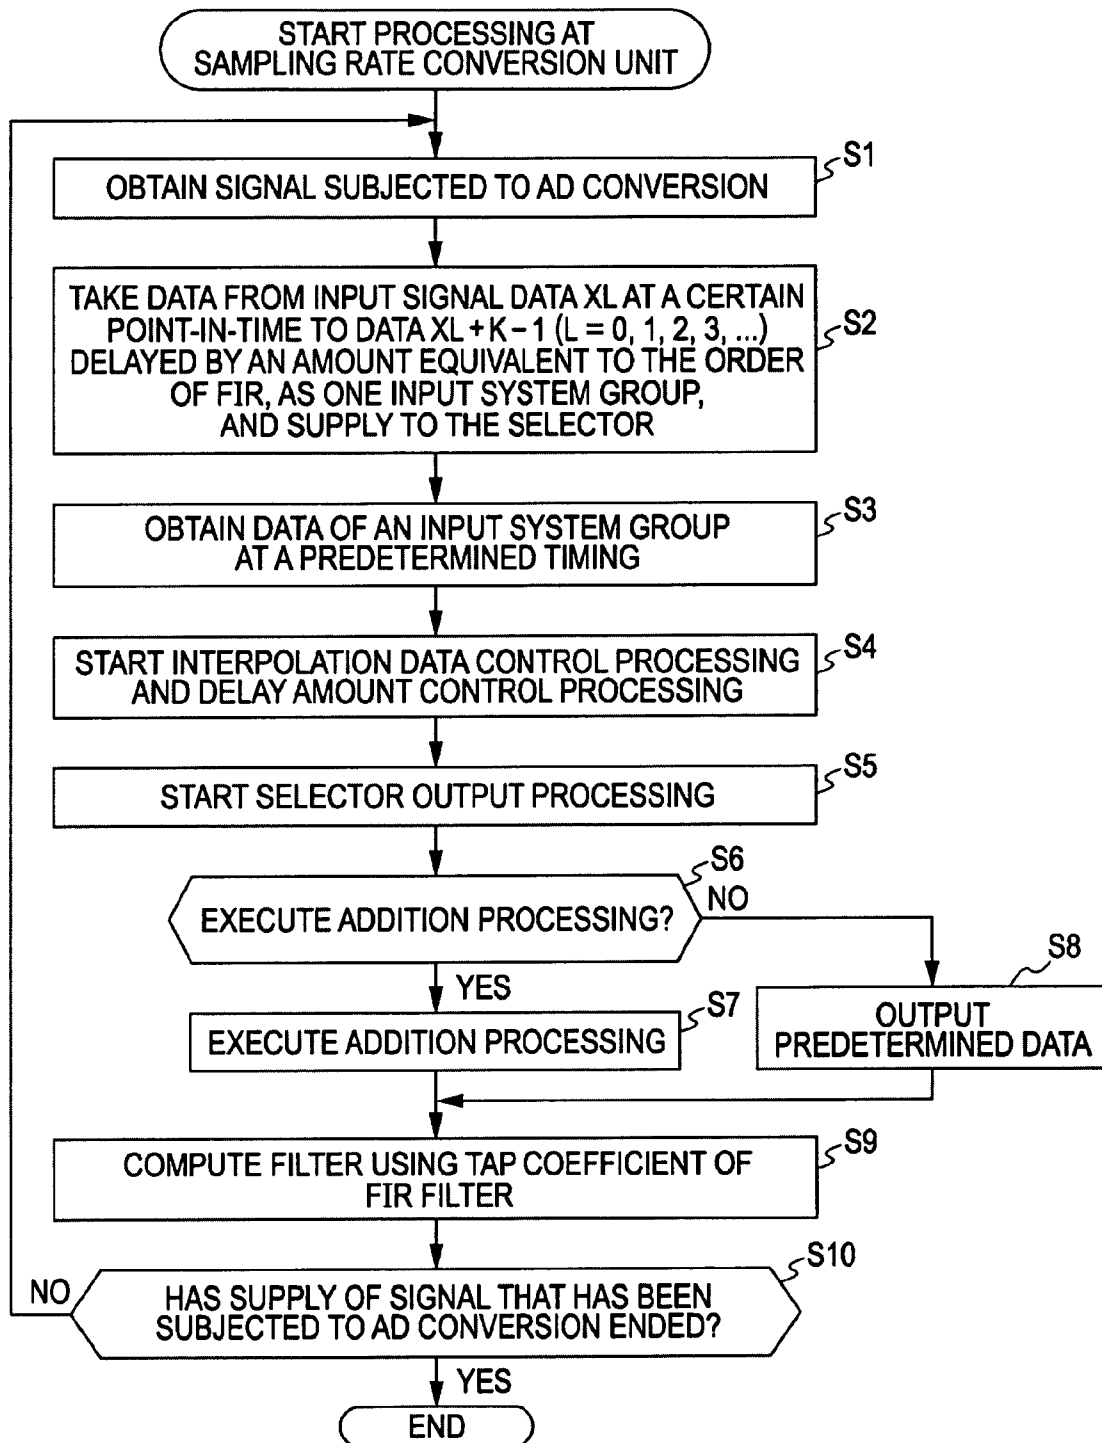 START PROCESSING AT
SAMPLING RATE CONVERSION UNIT
S1
OBTAIN SIGNAL SUBJECTED TO AD CONVERSION
S2
TAKE DATA FROM INPUT SIGNAL DATA XL AT A CERTAIN
POINT-IN-TIME TO DATA XL + K – 1 (L = 0, 1, 2, 3, ...)
DELAYED BY AN AMOUNT EQUIVALENT TO THE ORDER
OF FIR, AS ONE INPUT SYSTEM GROUP,
AND SUPPLY TO THE SELECTOR
S3
OBTAIN DATA OF AN INPUT SYSTEM GROUP
AT A PREDETERMINED TIMING
S4
START INTERPOLATION DATA CONTROL PROCESSING
AND DELAY AMOUNT CONTROL PROCESSING
S5
START SELECTOR OUTPUT PROCESSING
S6
EXECUTE ADDITION PROCESSING?
NO
YES
S7
EXECUTE ADDITION PROCESSING
S8
OUTPUT
PREDETERMINED DATA
S9
COMPUTE FILTER USING TAP COEFFICIENT OF
FIR FILTER
S10
HAS SUPPLY OF SIGNAL THAT HAS BEEN
SUBJECTED TO AD CONVERSION ENDED?
NO
YES
END